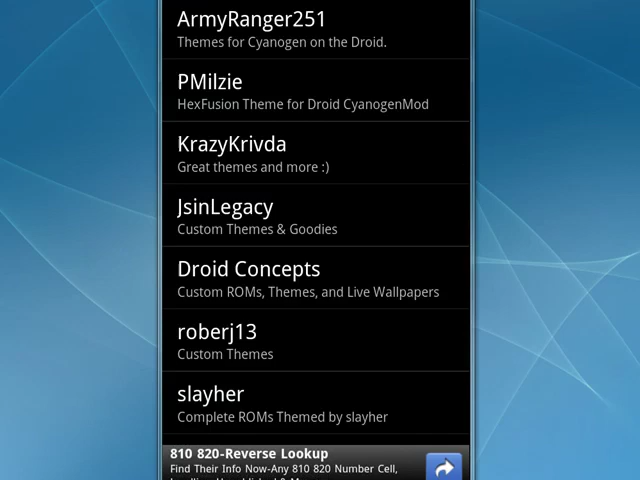 ArmyRanger251
Themes for Cyanogen on the Droid.
PMilzie
HexFusion Theme for Droid CyanogenMod
KrazyKrivda
Great themes and more :)
JsinLegacy
Custom Themes & Goodies
Droid Concepts
Custom ROMs, Themes, and Live Wallpapers
roberj13
Custom Themes
slayher
Complete ROMs Themed by slayher
810 820-Reverse Lookup
Find Their Info Now-Any 810 820 Number Cell,